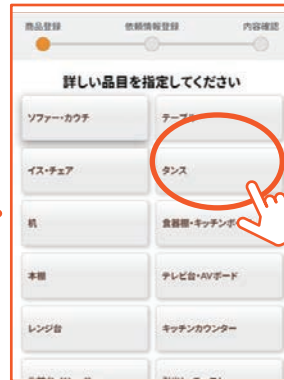 商品登録 依頼情報登録 内容確認
詳しい品目を指定してください
ソファー・カウチ
イス・チェア タンス
机 食器棚・キッチンボ
本棚 テレビ台・AVボード
レンジ台 キッチンカウンター